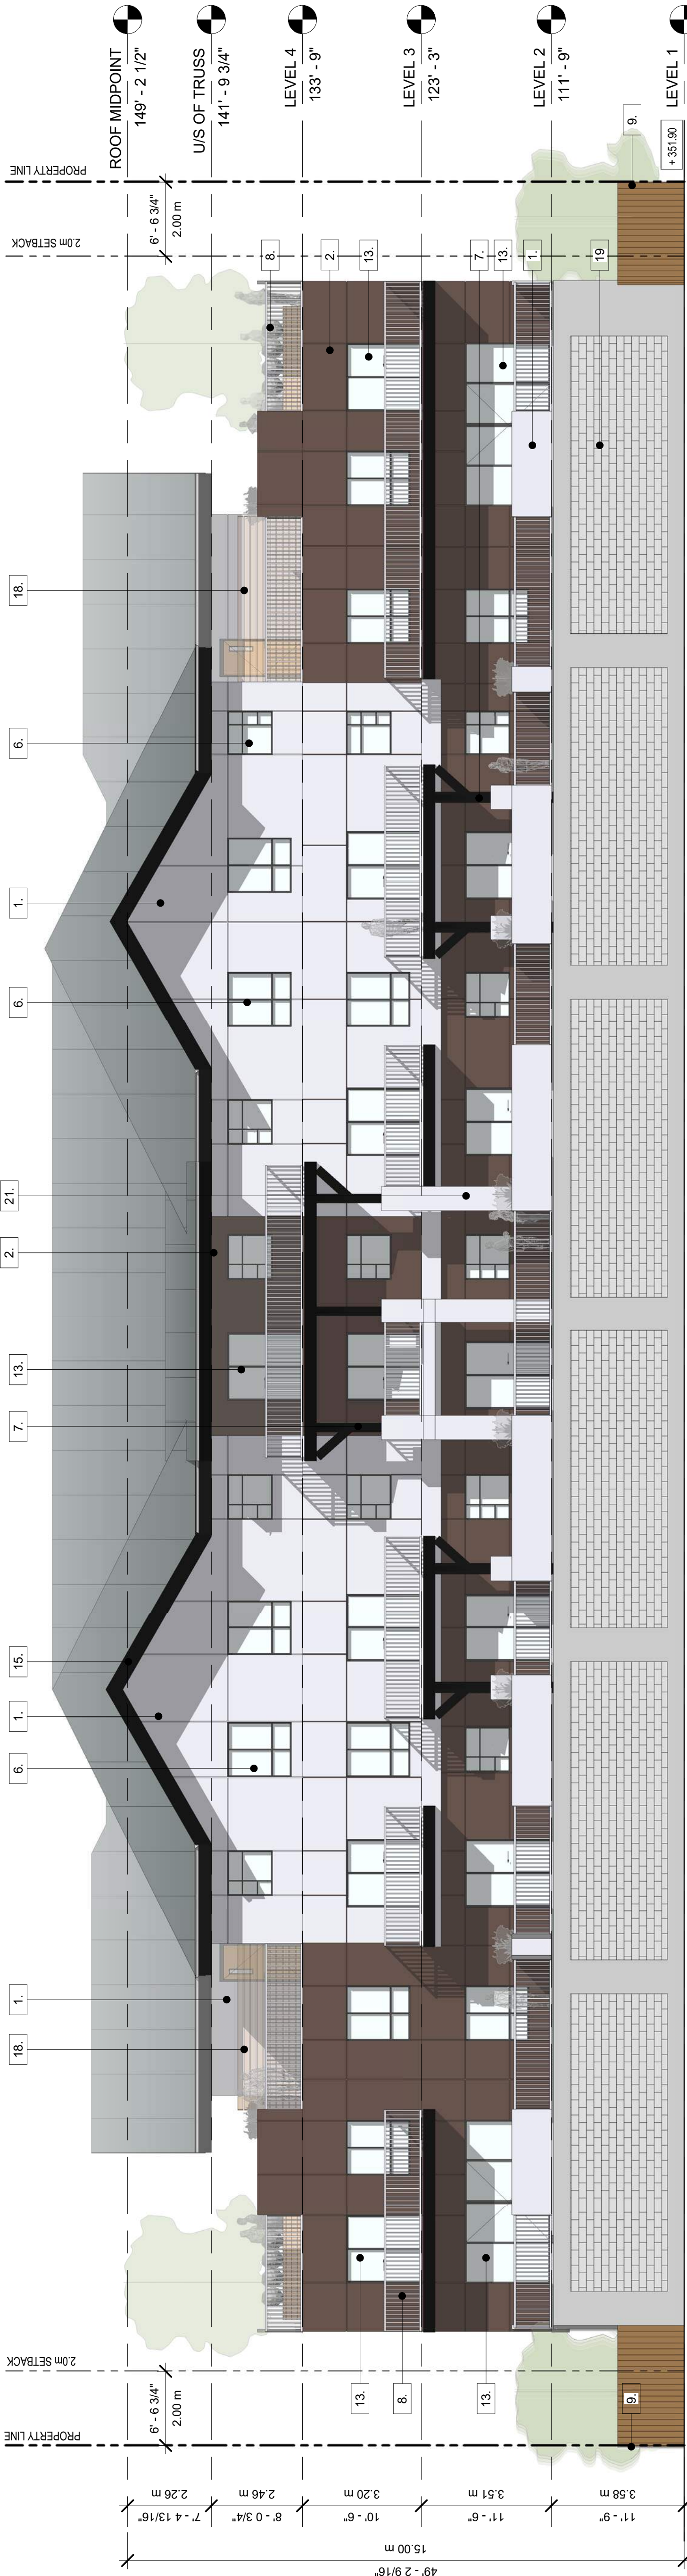 PROPERTY LINE
2.0m SETBACK
6' - 6 3/4"
2.00 m
18.
1.
6.
1.
15.
7.
13.
2.
21.
6.
1.
6.
18.
2.0m SETBACK
PROPERTY LINE
6' - 6 3/4"
2.00 m
ROOF MIDPOINT
149' - 2 1/2"
U/S OF TRUSS
141' - 9 3/4"
LEVEL 4
133' - 9"
LEVEL 3
123' - 3"
LEVEL 2
111' - 9"
LEVEL 1
+ 351.90
8.
2.
13.
7.
13.
1.
19
9.
13.
8.
13.
9.
7' - 4 13/16"
2.26 m
8' - 0 3/4"
2.46 m
10' - 6"
3.20 m
11' - 6"
3.51 m
11' - 9"
3.58 m
49' - 2 9/16"
15.00 m